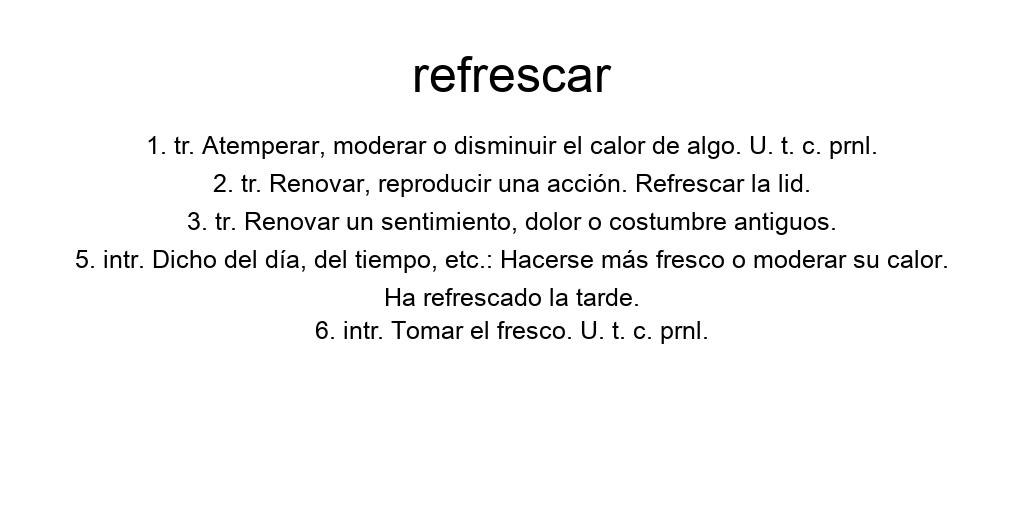 refrescar
1. tr. Atemperar, moderar o disminuir el calor de algo. U. t. c. prnl.
2. tr. Renovar, reproducir una acción. Refrescar la lid.
3. tr. Renovar un sentimiento, dolor o costumbre antiguos.
5. intr. Dicho del día, del tiempo, etc.: Hacerse más fresco o moderar su calor.
Ha refrescado la tarde.
6. intr. Tomar el fresco. U. t. c. prnl.